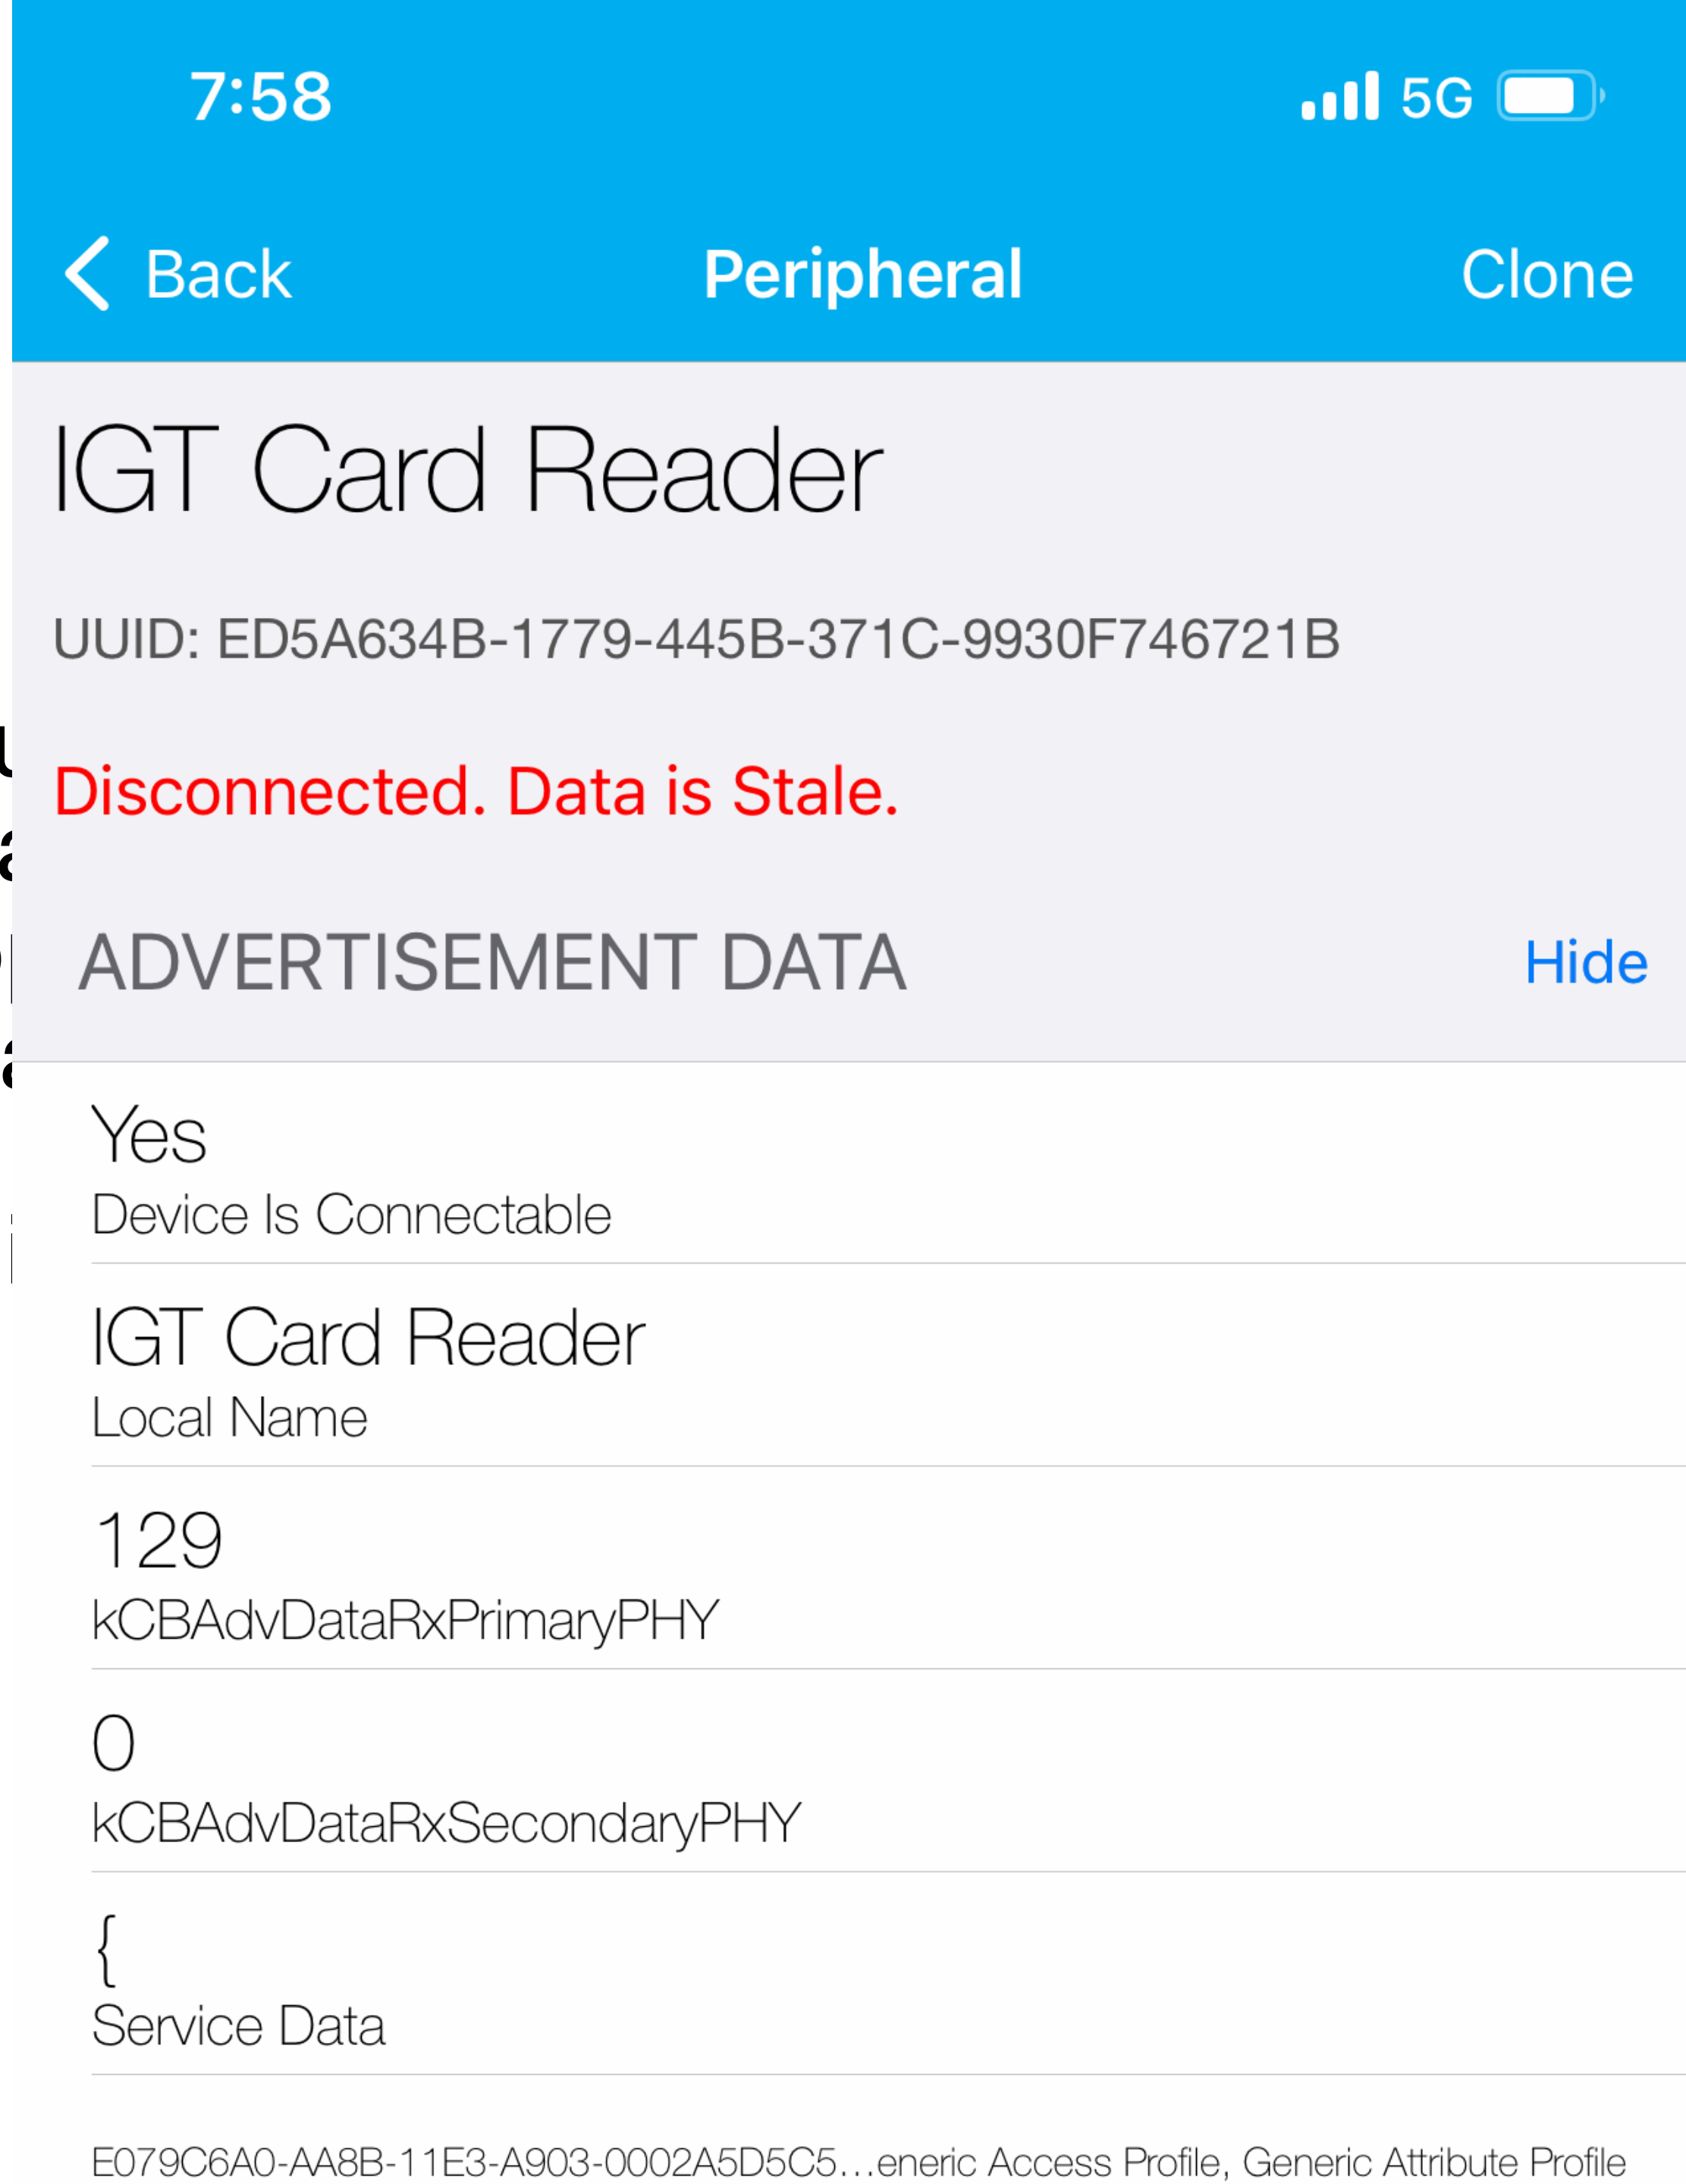 7:58 5G
Back Peripheral Clone
IGT Card Reader
UUID: ED5A634B-1779-445B-371C-9930F746721B
Disconnected. Data is Stale.
ADVERTISEMENT DATA Hide
Yes
Device Is Connectable
IGT Card Reader
Local Name
129
kCBAdvDataRxPrimaryPHY
0
kCBAdvDataRxSecondaryPHY
{
Service Data
E079C6A0-AA8B-11E3-A903-0002A5D5C5…eneric Access Profile, Generic Attribute Profile